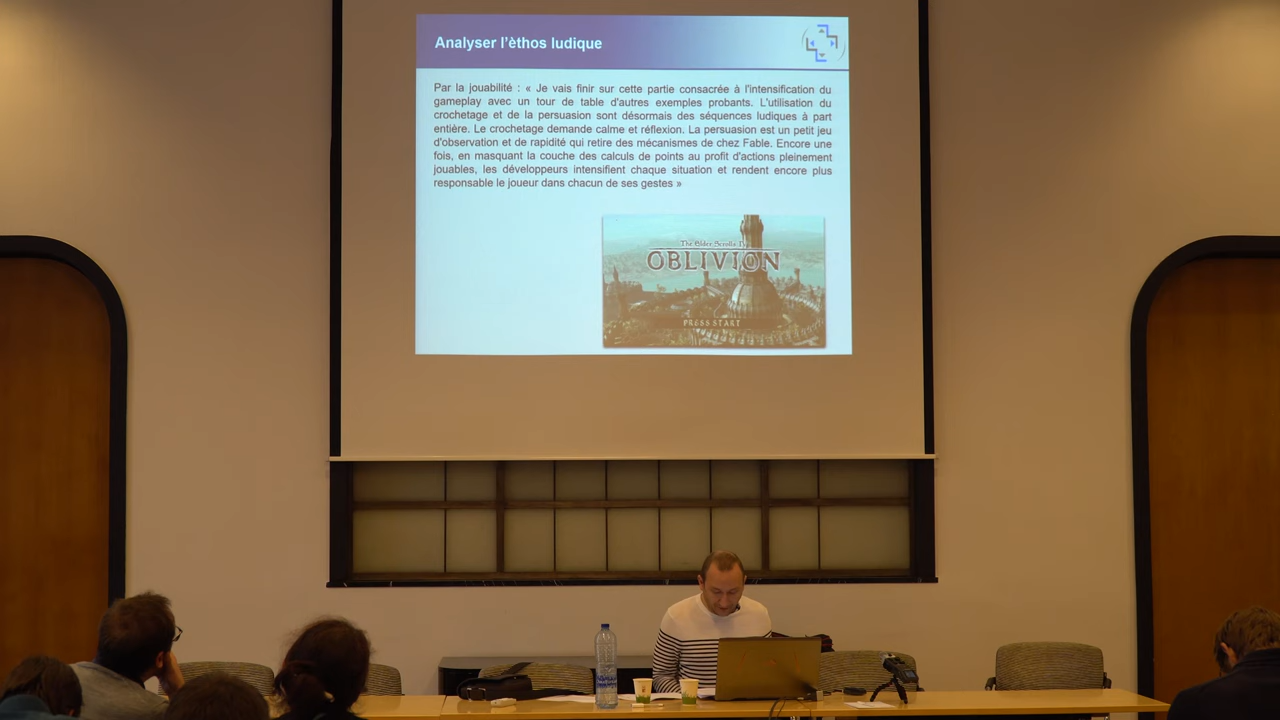 Analyser l'èthos ludique
Par la jouabilité : « Je vais finir sur cette partie consacrée à l'intensification du
gameplay avec un tour de table d'autres exemples probants. L'utilisation du
crochetage et de la persuasion sont désormais des séquences ludiques à part
entière. Le crochetage demande calme et réflexion. La persuasion est un petit jeu
d'observation et de rapidité qui retire des mécanismes de chez Fable. Encore une
fois, en masquant la couche des calculs de points au profit d'actions pleinement
jouables, les développeurs intensifient chaque situation et rendent encore plus
responsable le joueur dans chacun de ses gestes »
The Elder Scrolls IV
OBLIVION
PRESS START